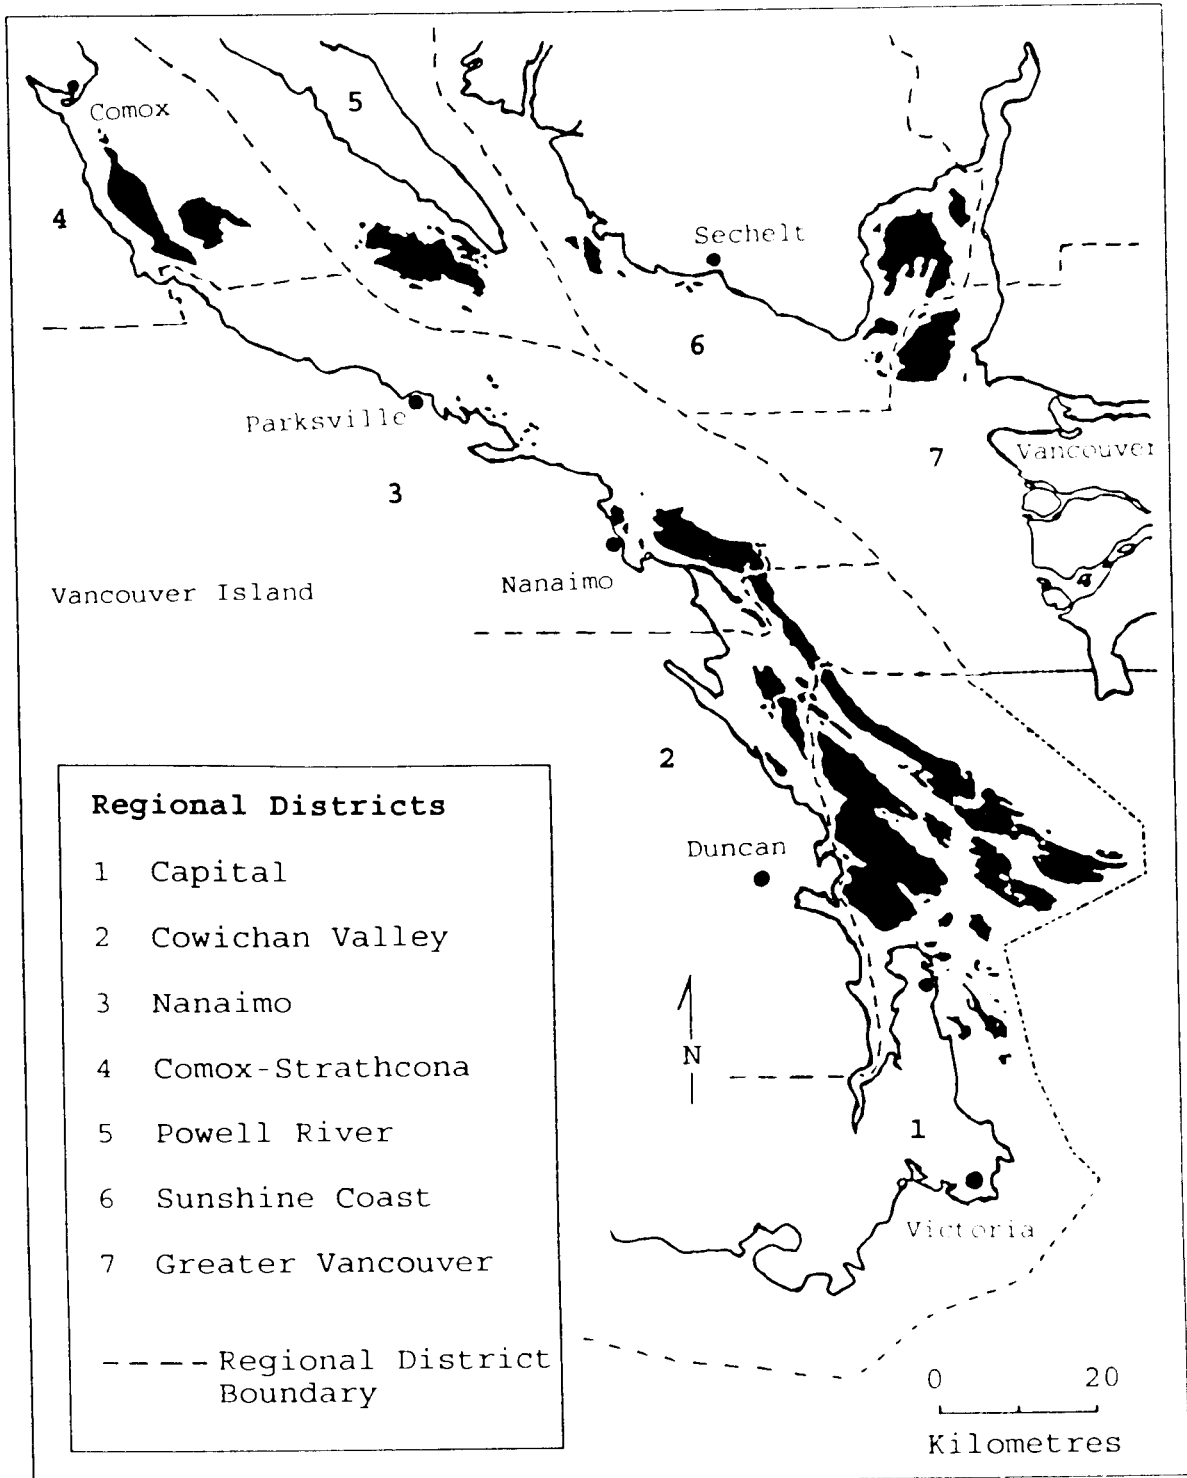 5
Comox
4
Sechelt
6
Parksville
7
Vancouver
3
Nanaimo
Vancouver Island
2
Duncan
Regional Districts
1 Capital
2 Cowichan Valley
3 Nanaimo
4 Comox-Strathcona
5 Powell River
6 Sunshine Coast
7 Greater Vancouver
---- Regional District
Boundary
N
1
Victoria
0 20
Kilometres